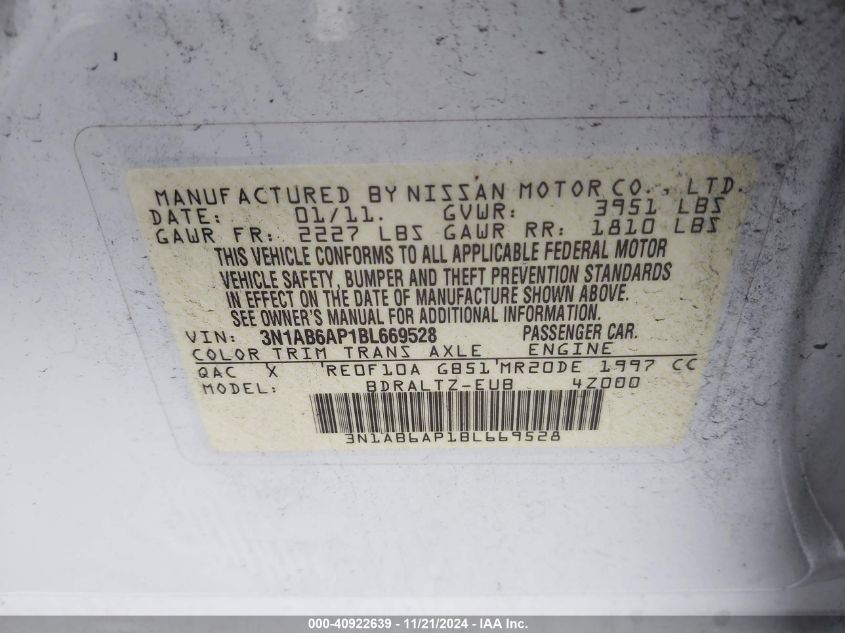 MANUFACTURED BY NISSAN MOTOR CO., LTD.
DATE: 01/11. GVWR: 3951 LBS
GAWR FR: 2227 LBS GAWR RR: 1810 LBS
THIS VEHICLE CONFORMS TO ALL APPLICABLE FEDERAL MOTOR
VEHICLE SAFETY, BUMPER AND THEFT PREVENTION STANDARDS
IN EFFECT ON THE DATE OF MANUFACTURE SHOWN ABOVE.
SEE OWNER'S MANUAL FOR ADDITIONAL INFORMATION.
VIN: 3N1AB6AP1BL669528 PASSENGER CAR.
COLOR TRIM TRANS AXLE ENGINE
QAC X 'RE0F10A GB51'MR20DE 1997 CC
MODEL: BDRALTZ-EUB 4Z000
3N1AB6AP1BL669528
000-40922639 - 11/21/2024 - IAA Inc.